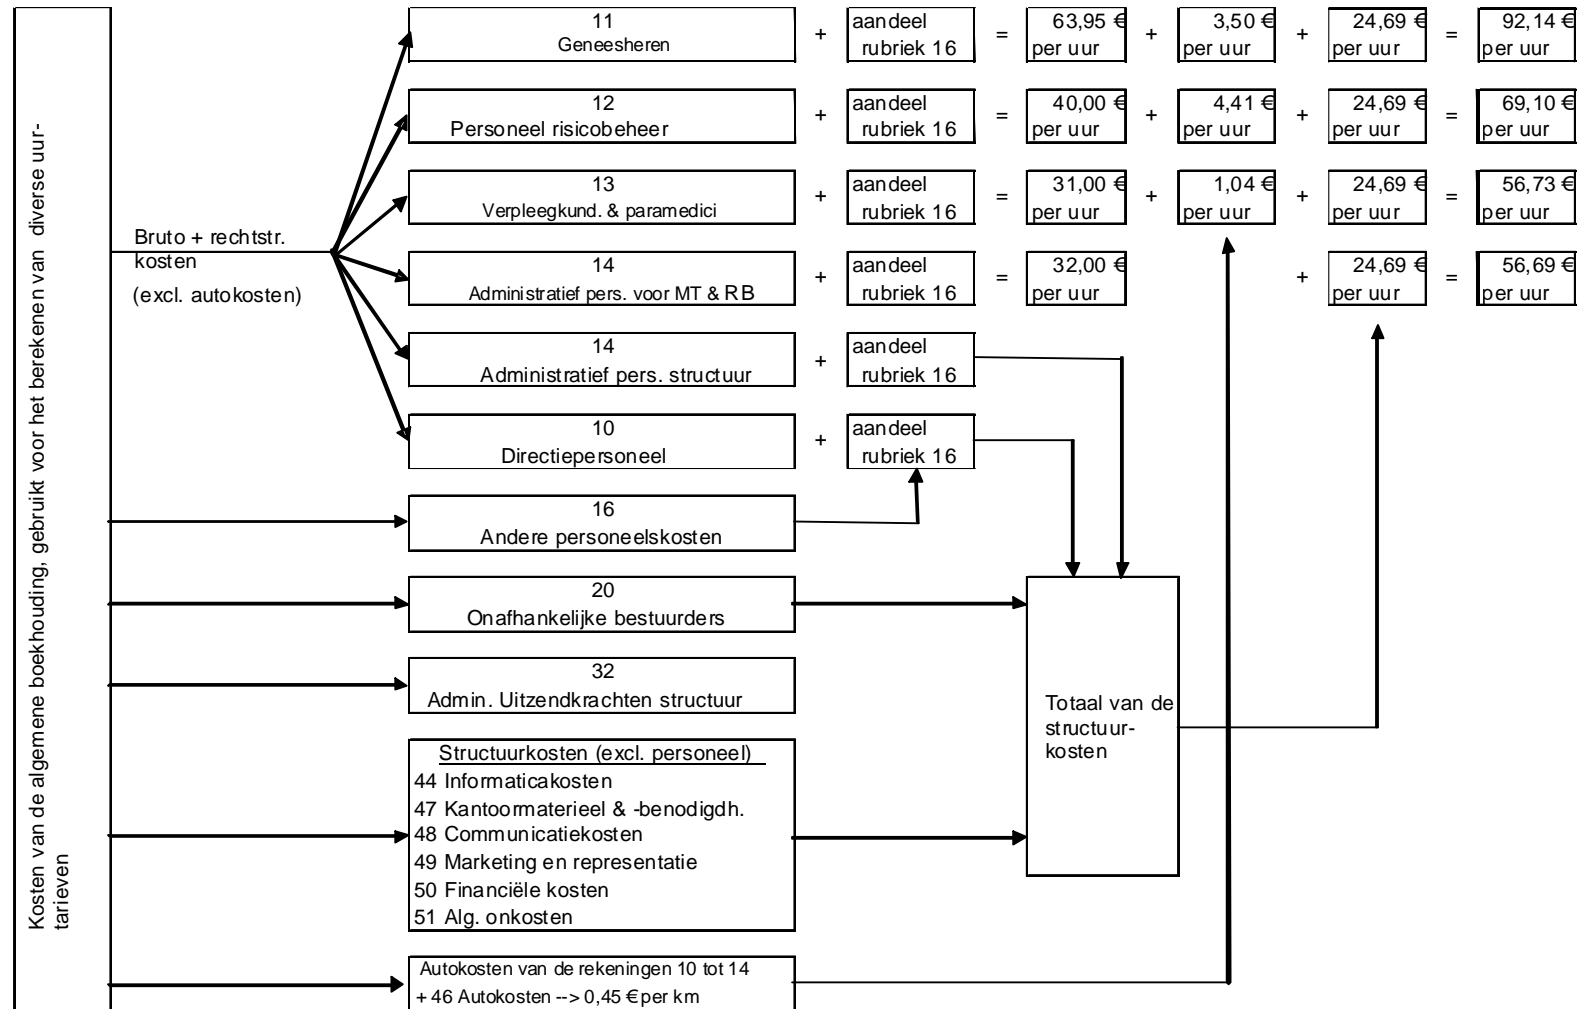 Kosten van de algemene boekhouding, gebruikt voor het berekenen van diverse uur-
tarieven
Bruto + rechtstr.
kosten
(excl. autokosten)
11
Geneesheren
+
aandeel
rubriek 16
=
63,95 €
per uur
+
3,50 €
per uur
+
24,69 €
per uur
=
92,14 €
per uur
12
Personeel risicobeheer
+
aandeel
rubriek 16
=
40,00 €
per uur
+
4,41 €
per uur
+
24,69 €
per uur
=
69,10 €
per uur
13
Verpleegkund. & paramedici
+
aandeel
rubriek 16
=
31,00 €
per uur
+
1,04 €
per uur
+
24,69 €
per uur
=
56,73 €
per uur
14
Administratief pers. voor MT & RB
+
aandeel
rubriek 16
=
32,00 €
per uur
+
24,69 €
per uur
=
56,69 €
per uur
14
Administratief pers. structuur
+
aandeel
rubriek 16
10
Directiepersoneel
+
aandeel
rubriek 16
16
Andere personeelskosten
20
Onafhankelijke bestuurders
32
Admin. Uitzendkrachten structuur
Structuurkosten (excl. personeel)
44 Informaticakosten
47 Kantoormaterieel & -benodigdh.
48 Communicatiekosten
49 Marketing en representatie
50 Financiële kosten
51 Alg. onkosten
Totaal van de
structuur-
kosten
Autokosten van de rekeningen 10 tot 14
+ 46 Autokosten --> 0,45 € per km